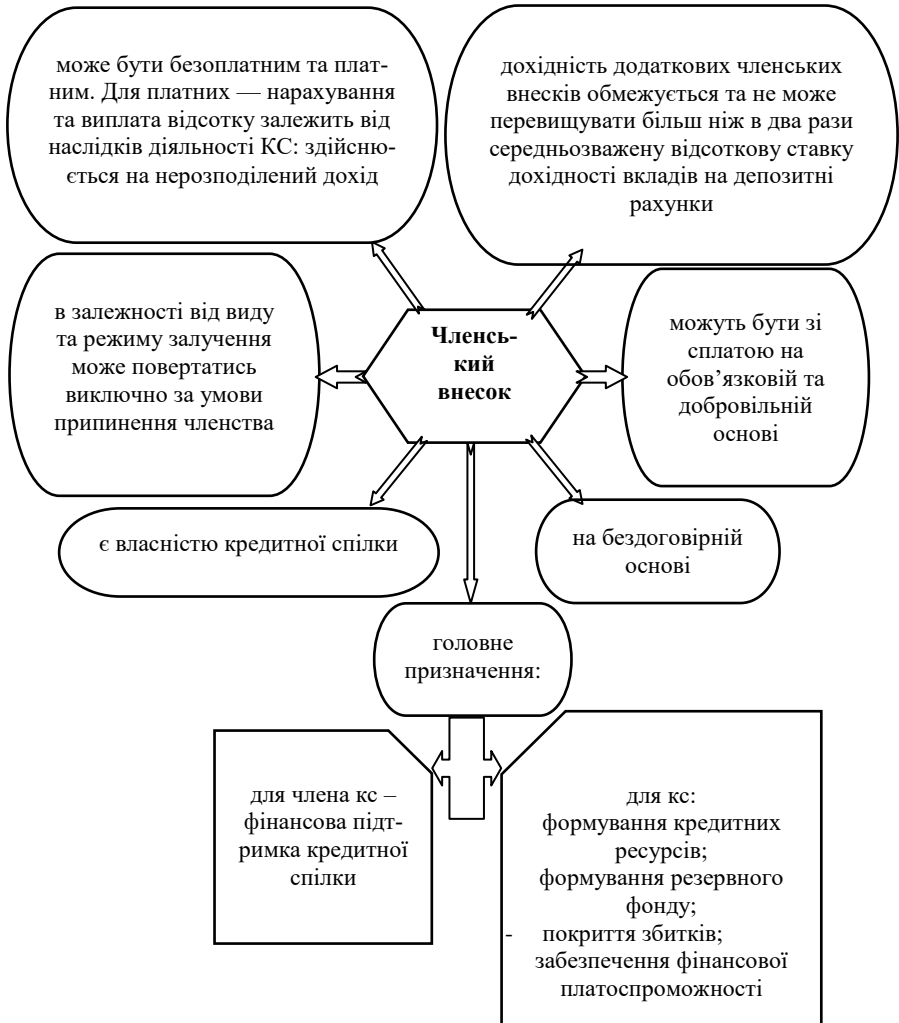 може бути безоплатним та плат-
ним. Для платних — нарахування
та виплата відсотку залежить від
наслідків діяльності КС: здійсню-
ється на нерозподілений дохід
дохідність додаткових членських
внесків обмежується та не може
перевищувати більш ніж в два рази
середньозважену відсоткову ставку
дохідності вкладів на депозитні
рахунки
в залежності від виду
та режиму залучення
може повертатись
виключно за умови
припинення членства
Членсь-
кий
внесок
можуть бути зі
сплатою на
обов’язковій та
добровільній
основі
є власністю кредитної спілки
на бездоговірній
основі
головне
призначення:
для члена кс –
фінансова підт-
римка кредитної
спілки
для кс:
формування кредитних
ресурсів;
формування резервного
фонду;
- покриття збитків;
забезпечення фінансової
платоспроможності